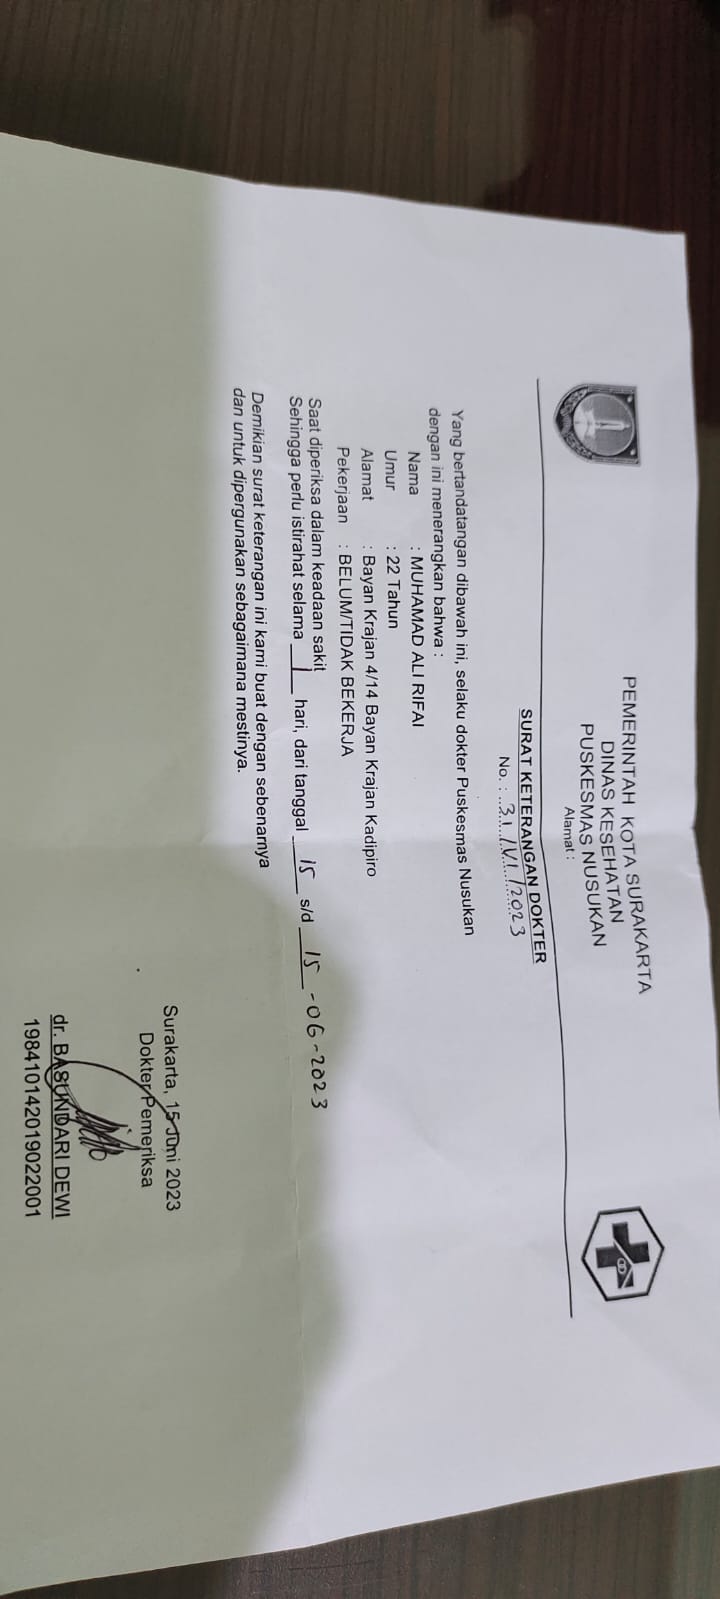 PEMERINTAH KOTA SURAKARTA
DINAS KESEHATAN
PUSKESMAS NUSUKAN
Alamat :
SURAT KETERANGAN DOKTER
No. : 31/VI/2023
Yang bertandatangan dibawah ini, selaku dokter Puskesmas Nusukan
dengan ini menerangkan bahwa :
Nama : MUHAMAD ALI RIFAI
Umur : 22 Tahun
Alamat : Bayan Krajan 4/14 Bayan Krajan Kadipiro
Pekerjaan : BELUM/TIDAK BEKERJA
Saat diperiksa dalam keadaan sakit
Sehingga perlu istirahat selama 1 hari, dari tanggal 15 s/d 15 - 06 - 2023
Demikian surat keterangan ini kami buat dengan sebenarnya
dan untuk dipergunakan sebagaimana mestinya.
Surakarta, 15 Juni 2023
Dokter Pemeriksa
dr. BASUNDARI DEWI
198410142019022001